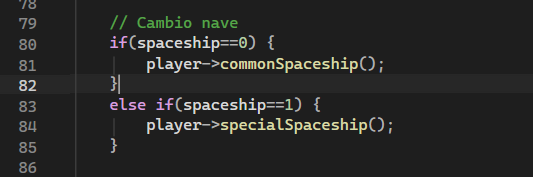 78
79 // Cambio nave
80 if(spaceship==0) {
81 player->commonSpaceship();
82 }
83 else if(spaceship==1) {
84 player->specialSpaceship();
85 }
86